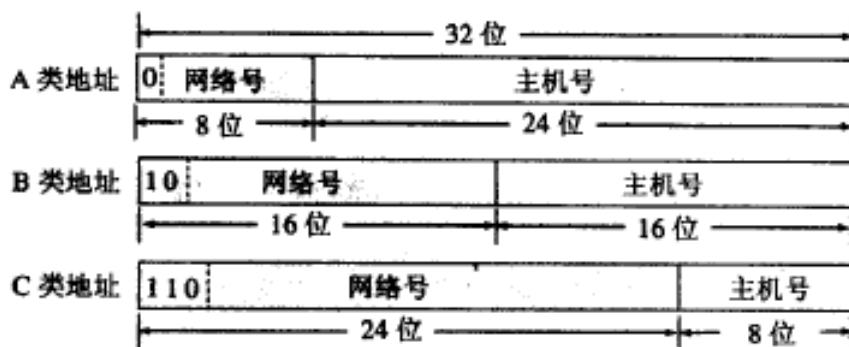 32 位
A 类地址 0 网络号 主机号
8 位 24 位
B 类地址 10 网络号 主机号
16 位 16 位
C 类地址 110 网络号 主机号
24 位 8 位